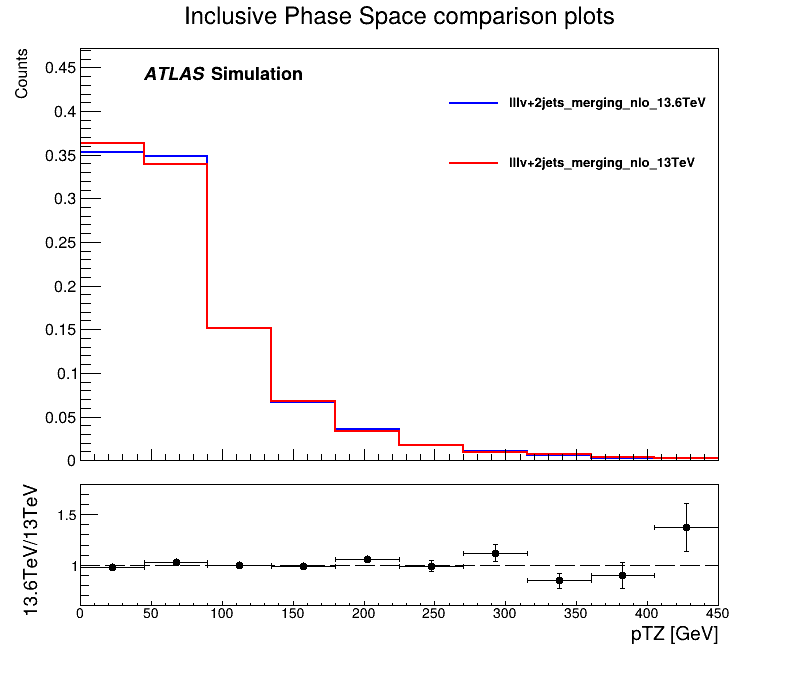 Inclusive Phase Space comparison plots
Counts
ATLAS Simulation
lllv+2jets_merging_nlo_13.6TeV
lllv+2jets_merging_nlo_13TeV
0.45
0.4
0.35
0.3
0.25
0.2
0.15
0.1
0.05
0
13.6TeV/13TeV
1.5
1
0 50 100 150 200 250 300 350 400 450
pTZ [GeV]